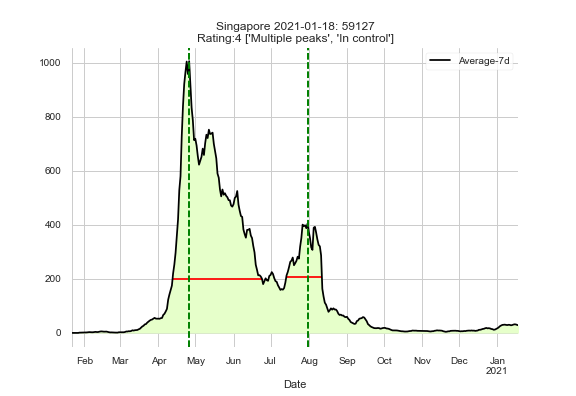 Singapore 2021-01-18: 59127
Rating:4 ['Multiple peaks', 'In control']
Average-7d
1000
800
600
400
200
0
Feb Mar Apr May Jun Jul Aug Sep Oct Nov Dec Jan
2021
Date